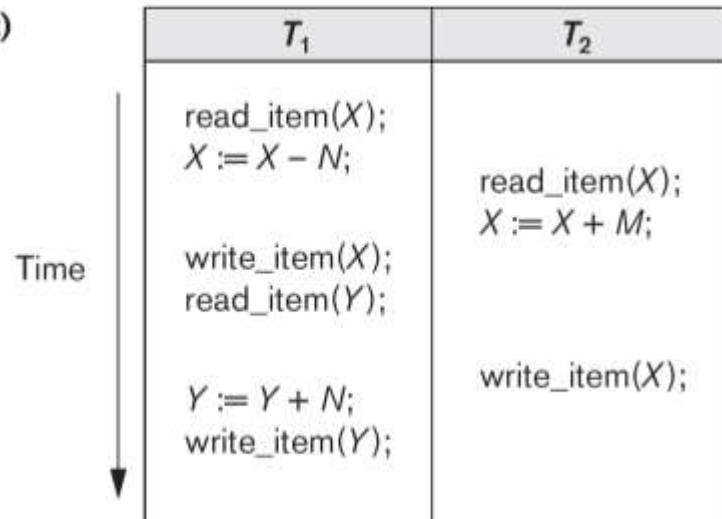 )
T₁ T₂
read_item(X);
X := X – N;
read_item(X);
X := X + M;
Time
write_item(X);
read_item(Y);
write_item(X);
Y := Y + N;
write_item(Y);